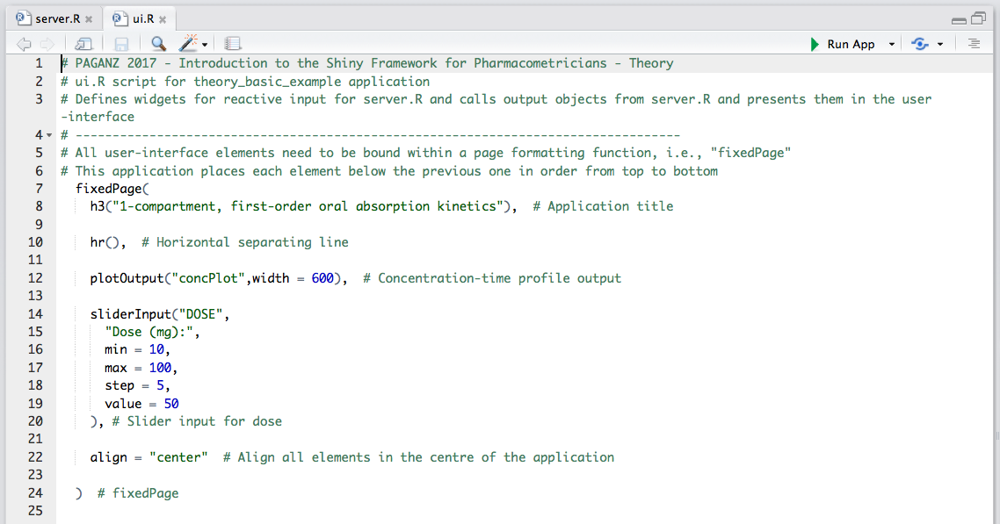 server.R ui.R
Run App
1 # PAGANZ 2017 - Introduction to the Shiny Framework for Pharmacometricians - Theory
2 # ui.R script for theory_basic_example application
3 # Defines widgets for reactive input for server.R and calls output objects from server.R and presents them in the user
-interface
4 # ----------------------------------------------------------------------------------
5 # All user-interface elements need to be bound within a page formatting function, i.e., "fixedPage"
6 # This application places each element below the previous one in order from top to bottom
7 fixedPage(
8 h3("1-compartment, first-order oral absorption kinetics"), # Application title
9
10 hr(), # Horizontal separating line
11
12 plotOutput("concPlot",width = 600), # Concentration-time profile output
13
14 sliderInput("DOSE",
15 "Dose (mg):",
16 min = 10,
17 max = 100,
18 step = 5,
19 value = 50
20 ), # Slider input for dose
21
22 align = "center" # Align all elements in the centre of the application
23
24 ) # fixedPage
25